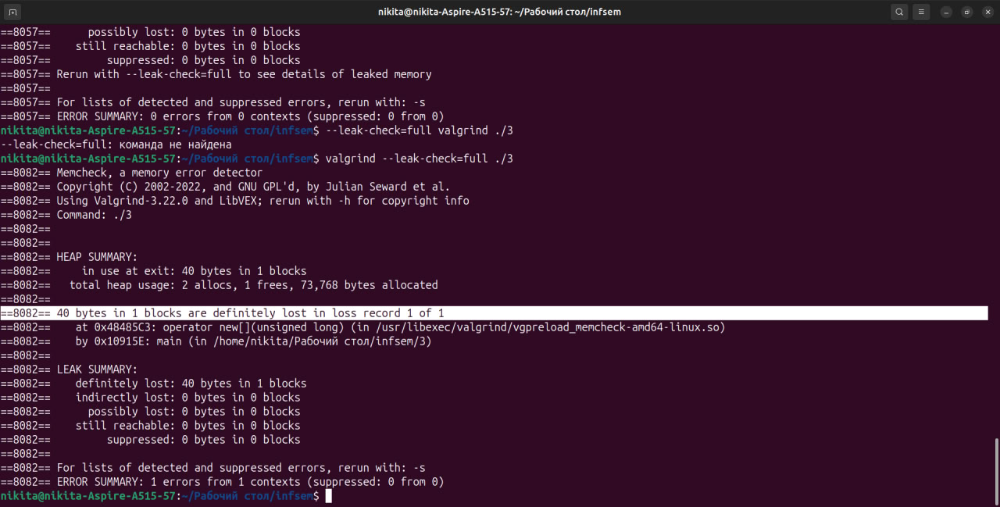 nikita@nikita-Aspire-A515-57: ~/Рабочий стол/infsem
==8057==      possibly lost: 0 bytes in 0 blocks
==8057==    still reachable: 0 bytes in 0 blocks
==8057==         suppressed: 0 bytes in 0 blocks
==8057== Rerun with --leak-check=full to see details of leaked memory
==8057==
==8057== For lists of detected and suppressed errors, rerun with: -s
==8057== ERROR SUMMARY: 0 errors from 0 contexts (suppressed: 0 from 0)
nikita@nikita-Aspire-A515-57:~/Рабочий стол/infsem$ --leak-check=full valgrind ./3
--leak-check=full: команда не найдена
nikita@nikita-Aspire-A515-57:~/Рабочий стол/infsem$ valgrind --leak-check=full ./3
==8082== Memcheck, a memory error detector
==8082== Copyright (C) 2002-2022, and GNU GPL'd, by Julian Seward et al.
==8082== Using Valgrind-3.22.0 and LibVEX; rerun with -h for copyright info
==8082== Command: ./3
==8082==
==8082==
==8082== HEAP SUMMARY:
==8082==     in use at exit: 40 bytes in 1 blocks
==8082==   total heap usage: 2 allocs, 1 frees, 73,768 bytes allocated
==8082==
==8082== 40 bytes in 1 blocks are definitely lost in loss record 1 of 1
==8082==    at 0x48485C3: operator new[](unsigned long) (in /usr/libexec/valgrind/vgpreload_memcheck-amd64-linux.so)
==8082==    by 0x10915E: main (in /home/nikita/Рабочий стол/infsem/3)
==8082==
==8082== LEAK SUMMARY:
==8082==    definitely lost: 40 bytes in 1 blocks
==8082==    indirectly lost: 0 bytes in 0 blocks
==8082==      possibly lost: 0 bytes in 0 blocks
==8082==    still reachable: 0 bytes in 0 blocks
==8082==         suppressed: 0 bytes in 0 blocks
==8082==
==8082== For lists of detected and suppressed errors, rerun with: -s
==8082== ERROR SUMMARY: 1 errors from 1 contexts (suppressed: 0 from 0)
nikita@nikita-Aspire-A515-57:~/Рабочий стол/infsem$